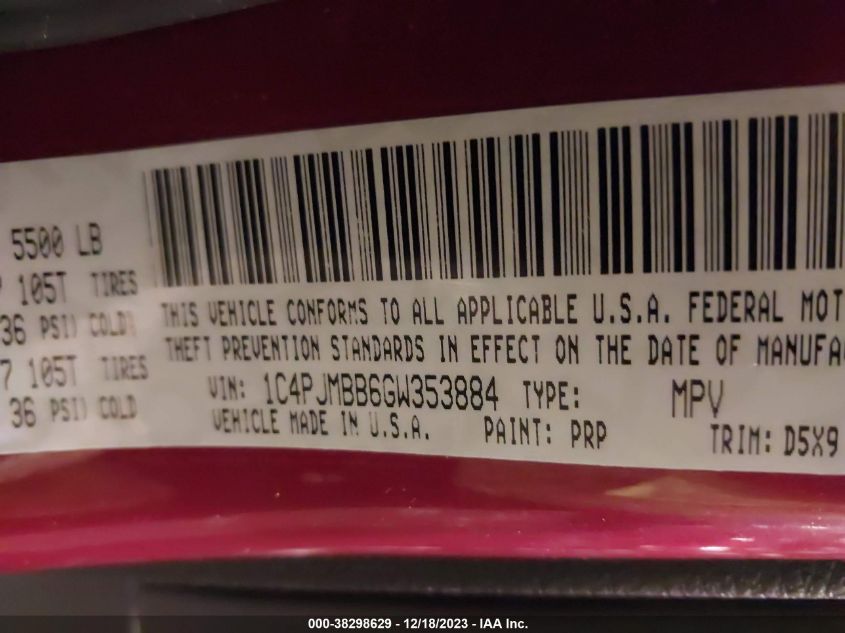 5500 LB
105T TIRES
36 PSI) COLD)
7 105T TIRES
36 PSI) COLD
THIS VEHICLE CONFORMS TO ALL APPLICABLE U.S.A. FEDERAL MOT
THEFT PREVENTION STANDARDS IN EFFECT ON THE DATE OF MANUFA
VIN: 1C4PJMBB6GW353884 TYPE: MPV
VEHICLE MADE IN U.S.A. PAINT: PRP TRIM: D5X9
000-38298629 - 12/18/2023 - IAA Inc.